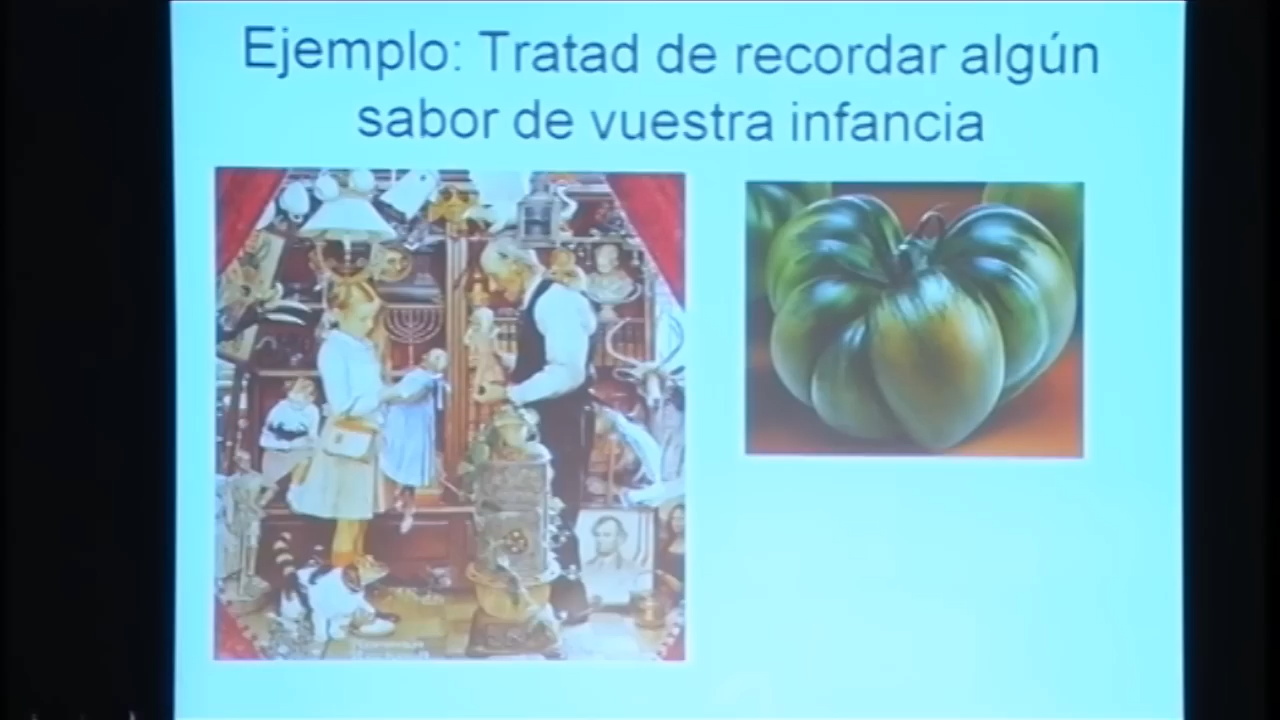 Ejemplo: Tratad de recordar algún
sabor de vuestra infancia